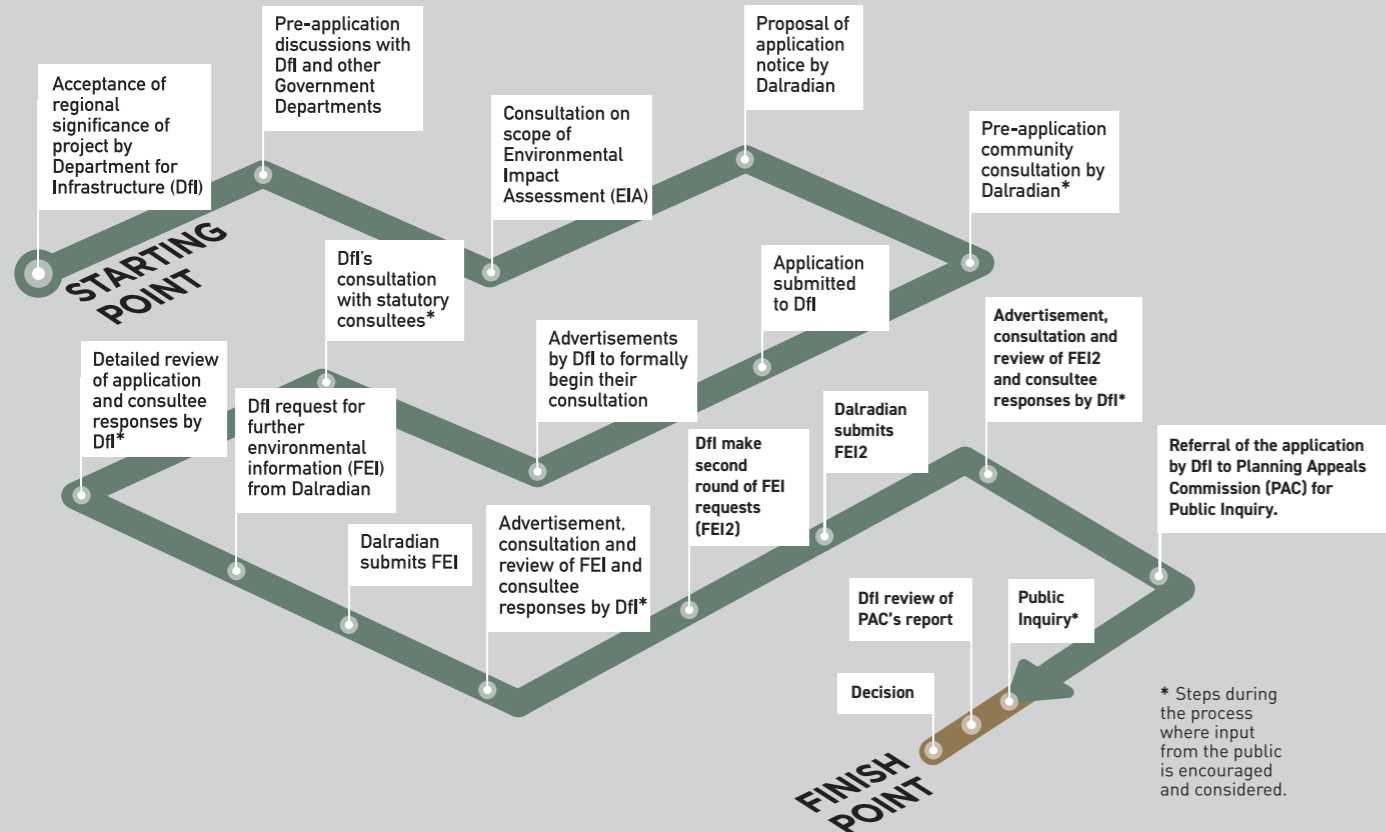 Acceptance of
regional
significance of
project by
Department for
Infrastructure (DfI)
STARTING
POINT
Pre-application
discussions with
DfI and other
Government
Departments
Consultation on
scope of
Environmental
Impact
Assessment (EIA)
Proposal of
application
notice by
Dalradian
Pre-application
community
consultation by
Dalradian*
Application
submitted
to DfI
Advertisements
by DfI to formally
begin their
consultation
DfI's
consultation
with statutory
consultees*
Detailed review
of application
and consultee
responses by
DfI*
DfI request for
further
environmental
information (FEI)
from Dalradian
Dalradian
submits FEI
Advertisement,
consultation and
review of FEI and
consultee
responses by DfI*
DfI make
second
round of FEI
requests
(FEI2)
Dalradian
submits
FEI2
Advertisement,
consultation and
review of FEI2
and consultee
responses by DfI*
Referral of the application
by DfI to Planning Appeals
Commission (PAC) for
Public Inquiry.
Public
Inquiry*
DfI review of
PAC's report
Decision
FINISH
POINT
* Steps during
the process
where input
from the public
is encouraged
and considered.